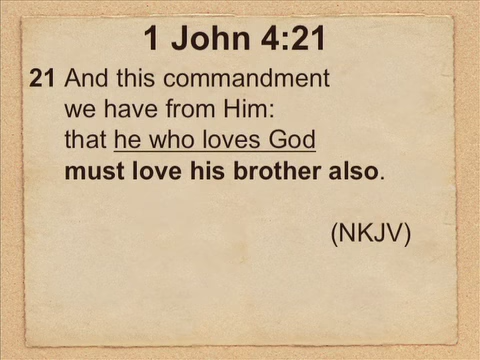 1 John 4:21
21 And this commandment
we have from Him:
that he who loves God
must love his brother also.
(NKJV)